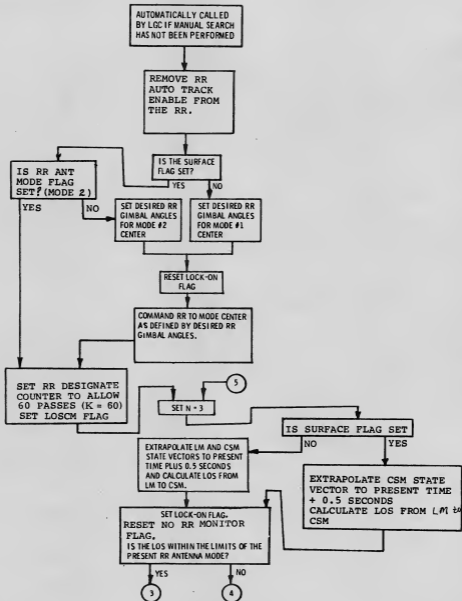 AUTOMATICALLY CALLED
BY LGC IF MANUAL SEARCH
HAS NOT BEEN PERFORMED
REMOVE RR
AUTO TRACK
ENABLE FROM
THE RR.
IS THE SURFACE
FLAG SET?
YES
NO
IS RR ANT
MODE FLAG
SET? (MODE 2)
YES
NO
SET DESIRED RR
GIMBAL ANGLES
FOR MODE #2
CENTER
SET DESIRED RR
GIMBAL ANGLES
FOR MODE #1
CENTER
RESET LOCK-ON
FLAG
COMMAND RR TO MODE CENTER
AS DEFINED BY DESIRED RR
GIMBAL ANGLES.
SET RR DESIGNATE
COUNTER TO ALLOW
60 PASSES (K = 60)
SET LOSCM FLAG
5
SET N = 3
IS SURFACE FLAG SET
NO
YES
EXTRAPOLATE LM AND CSM
STATE VECTORS TO PRESENT
TIME PLUS 0.5 SECONDS
AND CALCULATE LOS FROM
LM TO CSM.
EXTRAPOLATE CSM STATE
VECTOR TO PRESENT TIME
+ 0.5 SECONDS
CALCULATE LOS FROM LM to
CSM
SET LOCK-ON FLAG.
RESET NO RR MONITOR
FLAG.
IS THE LOS WITHIN THE LIMITS OF THE
PRESENT RR ANTENNA MODE?
YES
NO
3
4